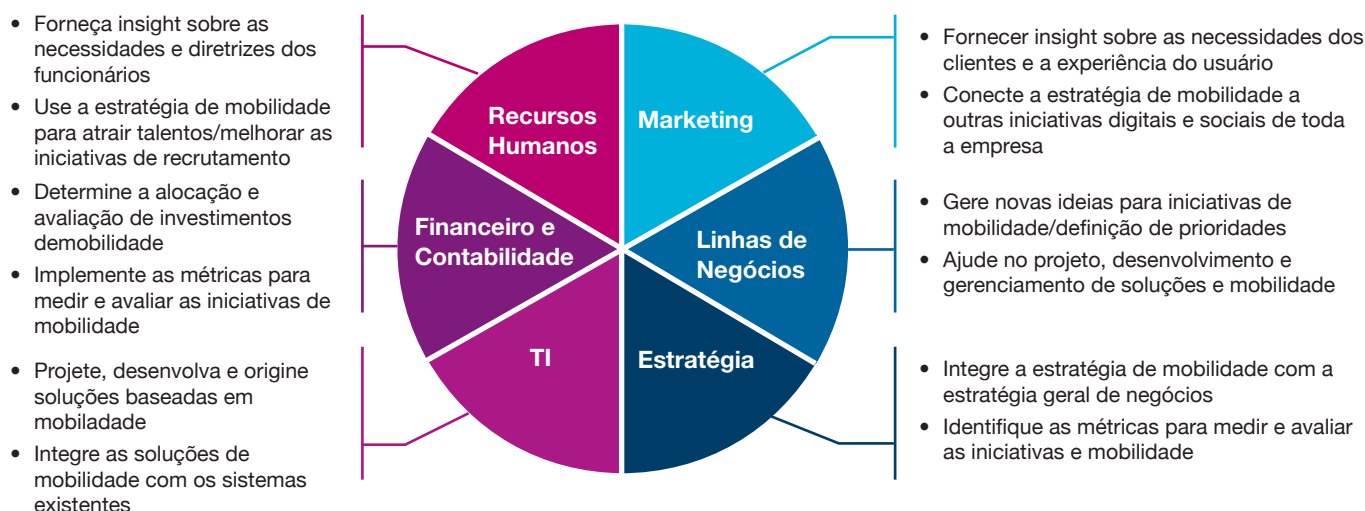 • Forneça insight sobre as
necessidades e diretrizes dos
funcionários
• Use a estratégia de mobilidade
para atrair talentos/melhorar as
iniciativas de recrutamento
• Determine a alocação e
avaliação de investimentos
demobilidade
• Implemente as métricas para
medir e avaliar as iniciativas de
mobilidade
• Projete, desenvolva e origine
soluções baseadas em
mobiladade
• Integre as soluções de
mobilidade com os sistemas
existentes
Recursos
Humanos
Marketing
Financeiro e
Contabilidade
Linhas de
Negócios
TI
Estratégia
• Fornecer insight sobre as necessidades dos
clientes e a experiência do usuário
• Conecte a estratégia de mobilidade a
outras iniciativas digitais e sociais de toda
a empresa
• Gere novas ideias para iniciativas de
mobilidade/definição de prioridades
• Ajude no projeto, desenvolvimento e
gerenciamento de soluções e mobilidade
• Integre a estratégia de mobilidade com a
estratégia geral de negócios
• Identifique as métricas para medir e avaliar
as iniciativas e mobilidade